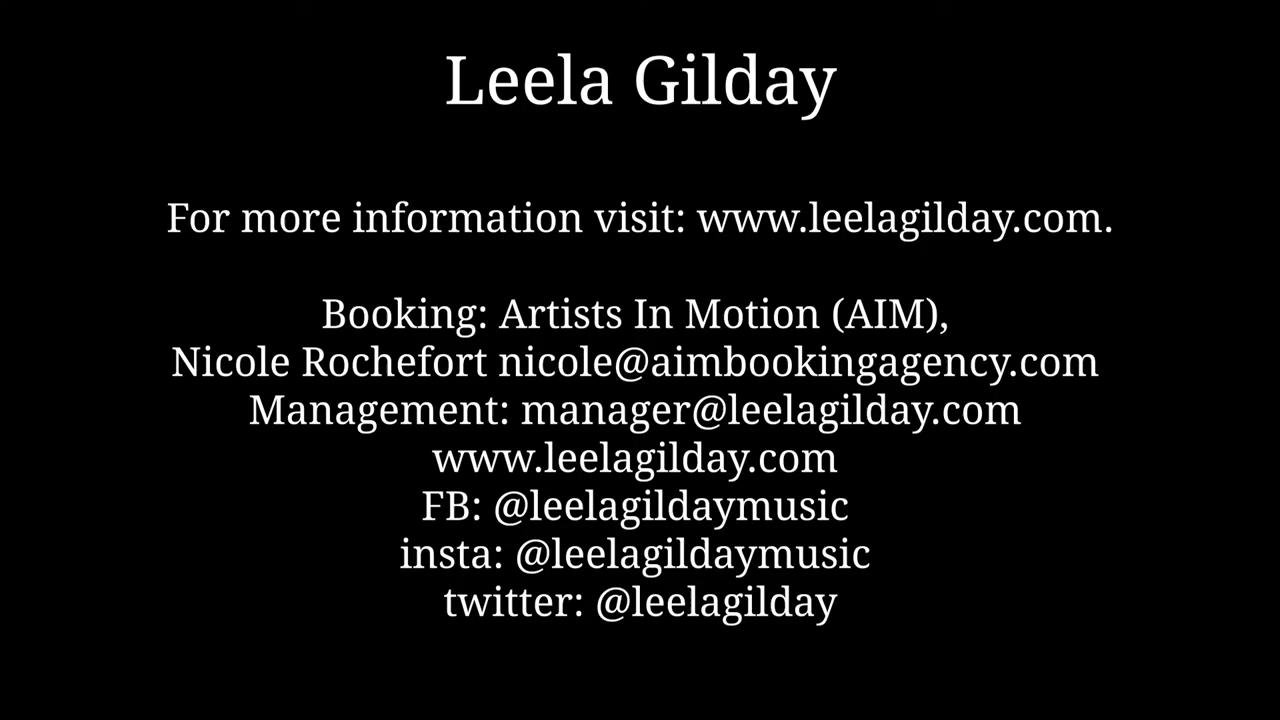 Leela Gilday
For more information visit: www.leelagilday.com.
Booking: Artists In Motion (AIM),
Nicole Rochefort nicole@aimbookingagency.com
Management: manager@leelagilday.com
www.leelagilday.com
FB: @leelagildaymusic
insta: @leelagildaymusic
twitter: @leelagilday